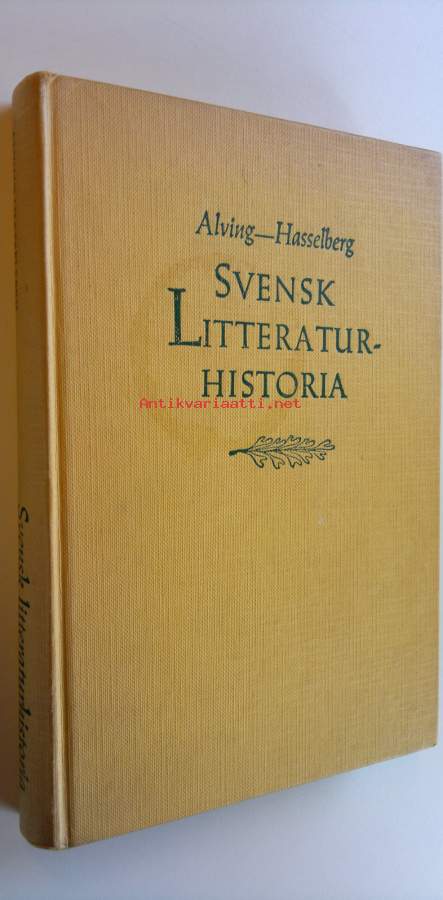 Alving—Hasselberg
SVENSK
LITTERATUR-
HISTORIA
Antikvariaatti.net
Svensk litteraturhistoria